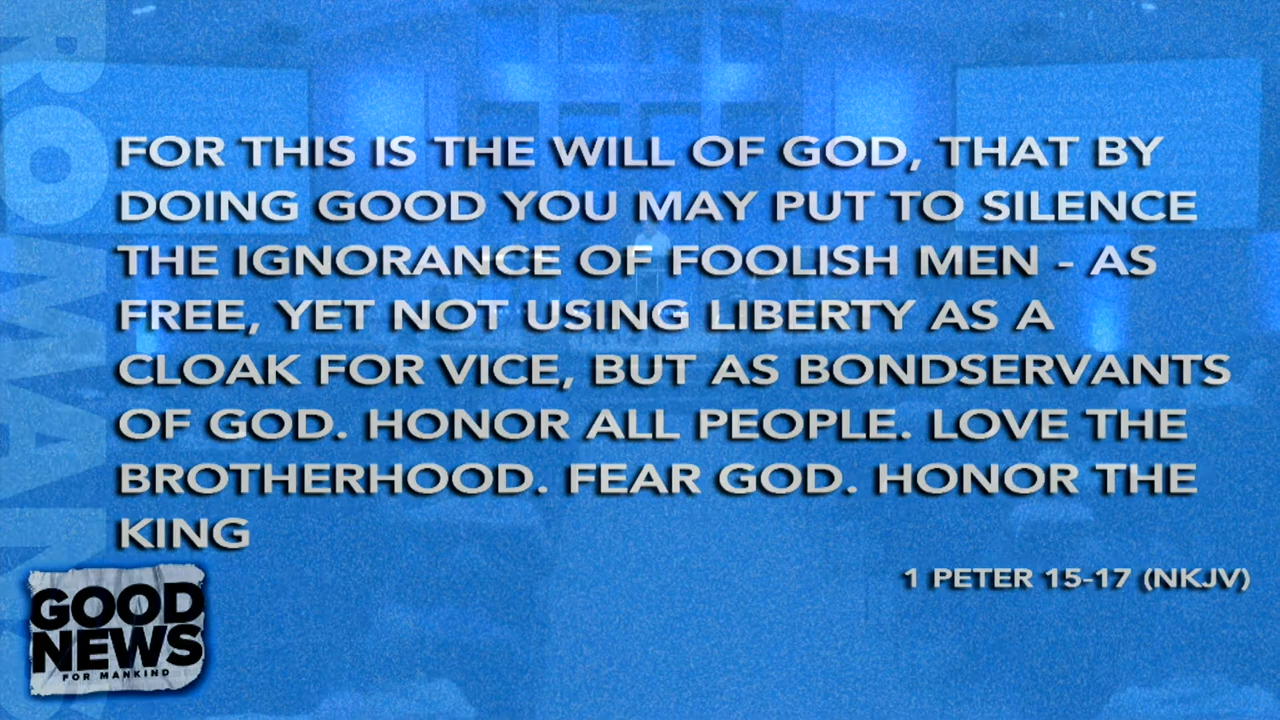 ROMANS
FOR THIS IS THE WILL OF GOD, THAT BY
DOING GOOD YOU MAY PUT TO SILENCE
THE IGNORANCE OF FOOLISH MEN - AS
FREE, YET NOT USING LIBERTY AS A
CLOAK FOR VICE, BUT AS BONDSERVANTS
OF GOD. HONOR ALL PEOPLE. LOVE THE
BROTHERHOOD. FEAR GOD. HONOR THE
KING
1 PETER 15-17 (NKJV)
GOOD
NEWS
FOR MANKIND